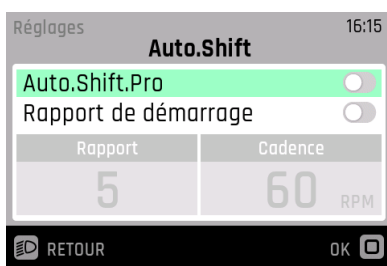 Réglages 16:15
Auto.Shift
Auto.Shift.Pro
Rapport de démarrage
Rapport Cadence
5 60 RPM
RETOUR OK